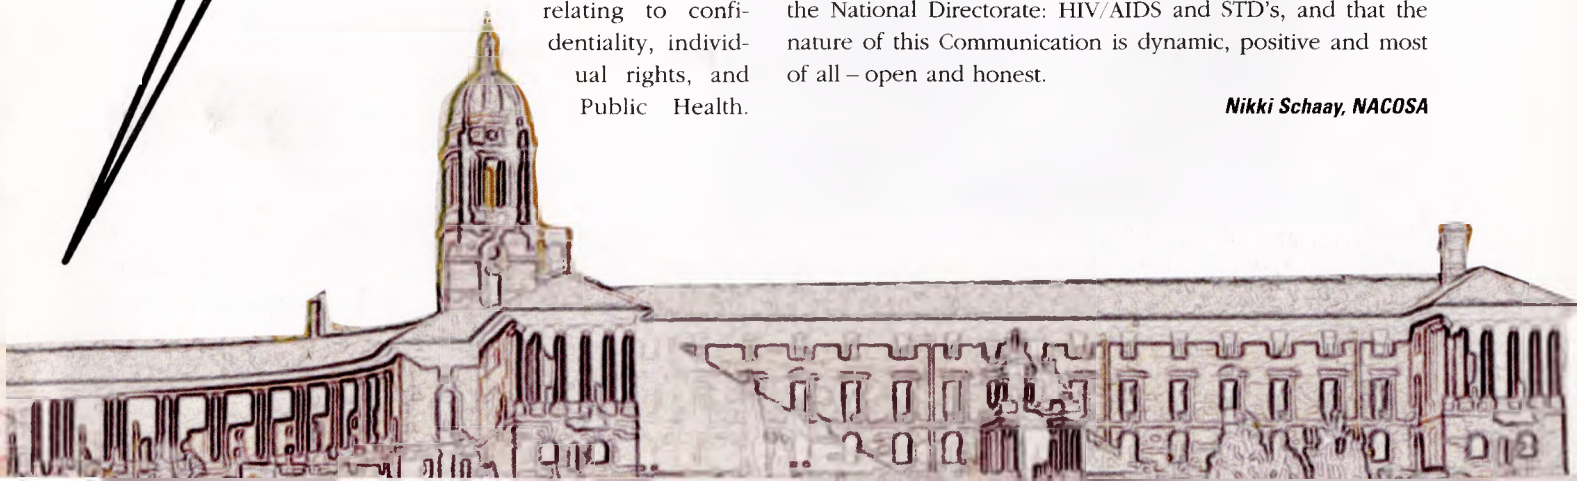 relating to confi-
dentiality, individ-
ual rights, and
Public Health.
the National Directorate: HIV/AIDS and STD's, and that the
nature of this Communication is dynamic, positive and most
of all – open and honest.
Nikki Schaay, NACOSA